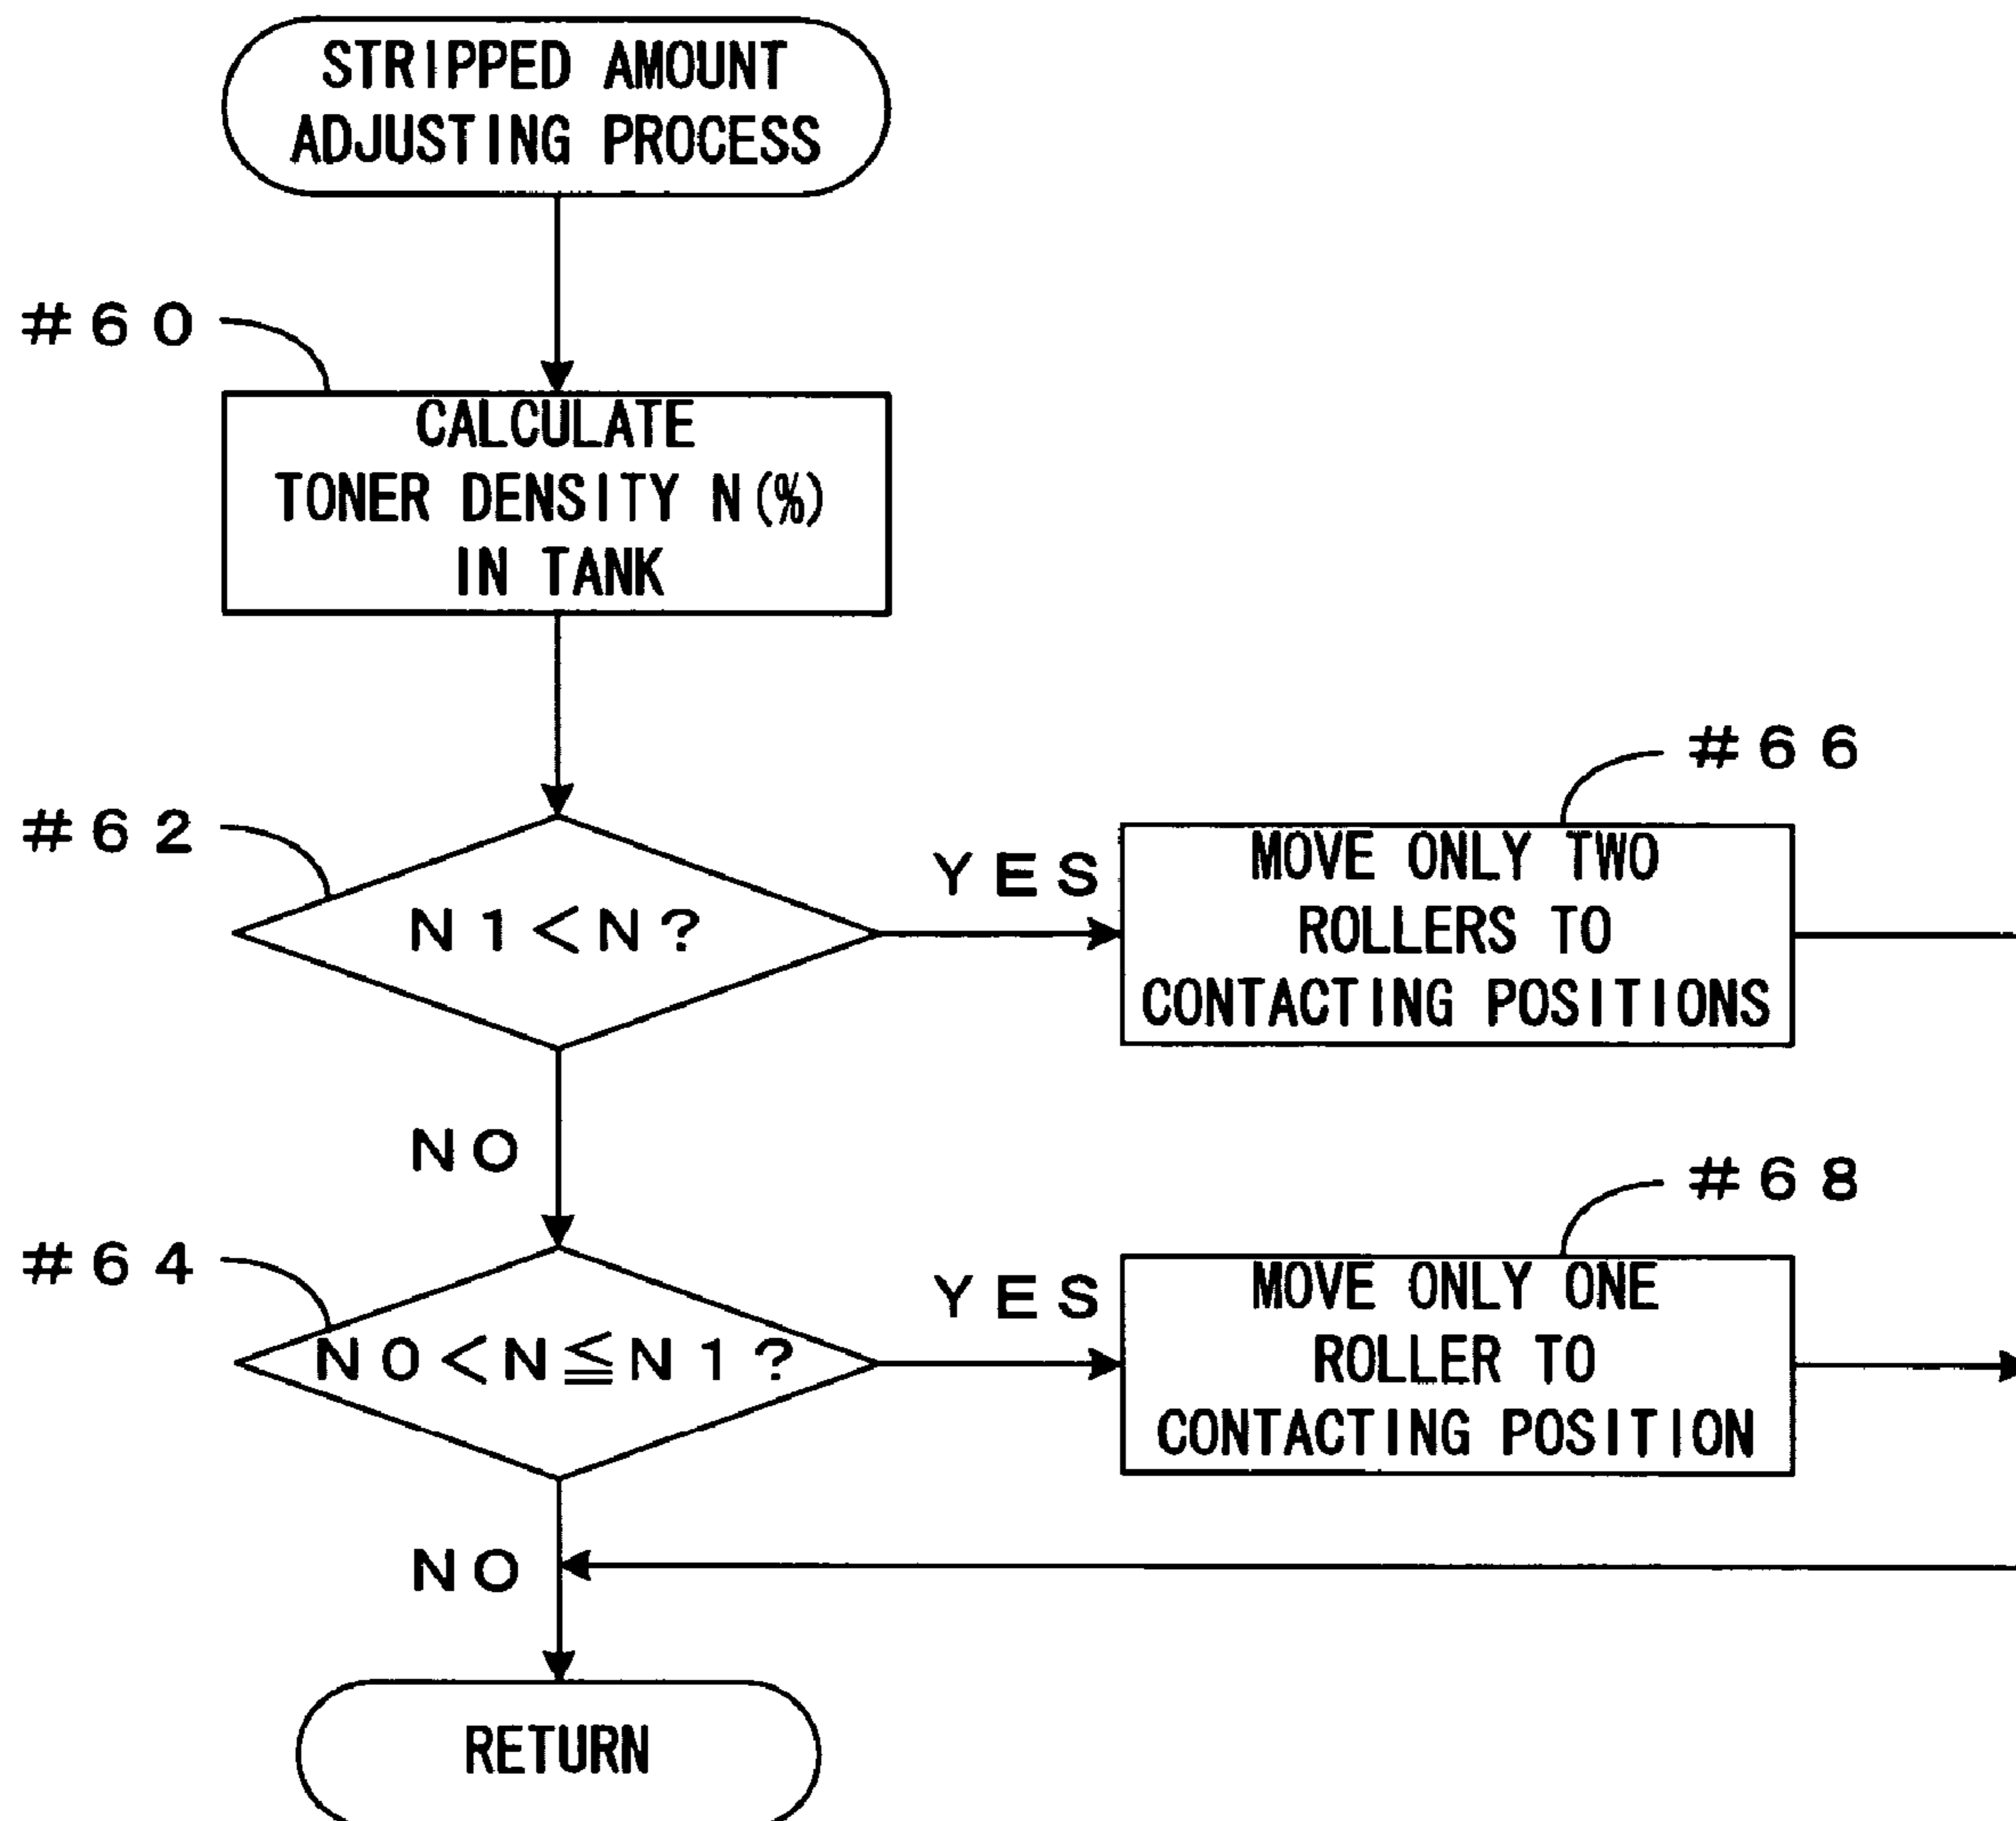 STRIPPED AMOUNT
ADJUSTING PROCESS
#60
CALCULATE
TONER DENSITY N(%)
IN TANK
#62
N1<N?
YES
#66
MOVE ONLY TWO
ROLLERS TO
CONTACTING POSITIONS
NO
#64
N0<N≦N1?
YES
#68
MOVE ONLY ONE
ROLLER TO
CONTACTING POSITION
NO
RETURN